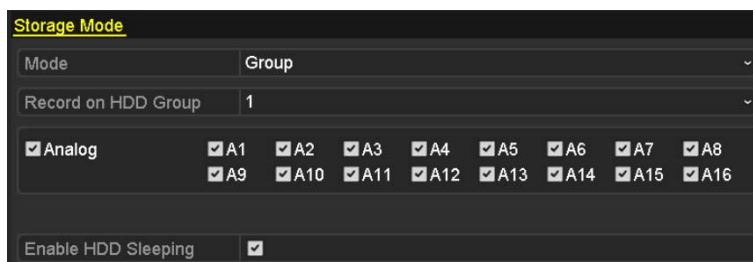 Storage Mode
Mode Group
Record on HDD Group 1
Analog A1 A2 A3 A4 A5 A6 A7 A8
A9 A10 A11 A12 A13 A14 A15 A16
Enable HDD Sleeping